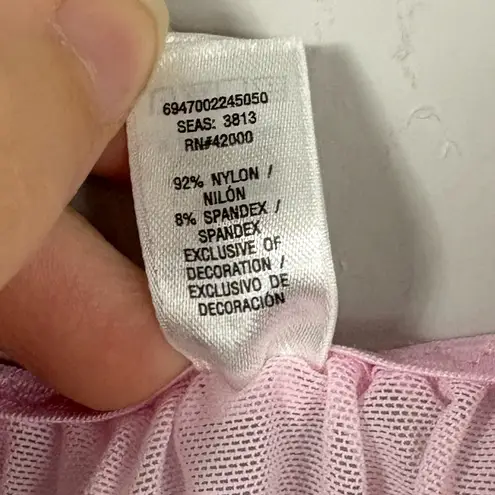 6947002245050
SEAS: 3813
RN#42000
92% NYLON /
NILÓN
8% SPANDEX /
SPANDEX
EXCLUSIVE OF
DECORATION /
EXCLUSIVO DE
DECORACIÓN